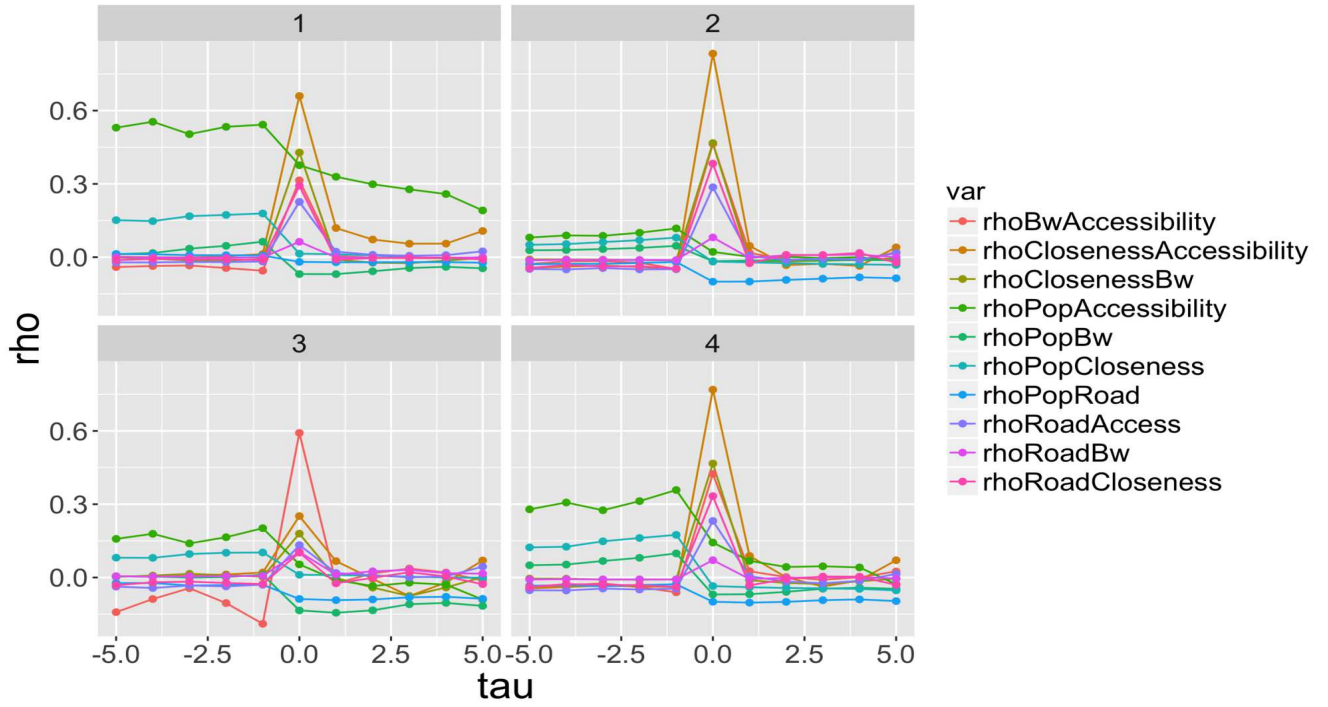 1
2
0.6
0.3
0.0
3
4
0.6
0.3
0.0
rho
-5.0 -2.5 0.0 2.5 5.0
-5.0 -2.5 0.0 2.5 5.0
tau
var
rhoBwAccessibility
rhoClosenessAccessibility
rhoClosenessBw
rhoPopAccessibility
rhoPopBw
rhoPopCloseness
rhoPopRoad
rhoRoadAccess
rhoRoadBw
rhoRoadCloseness